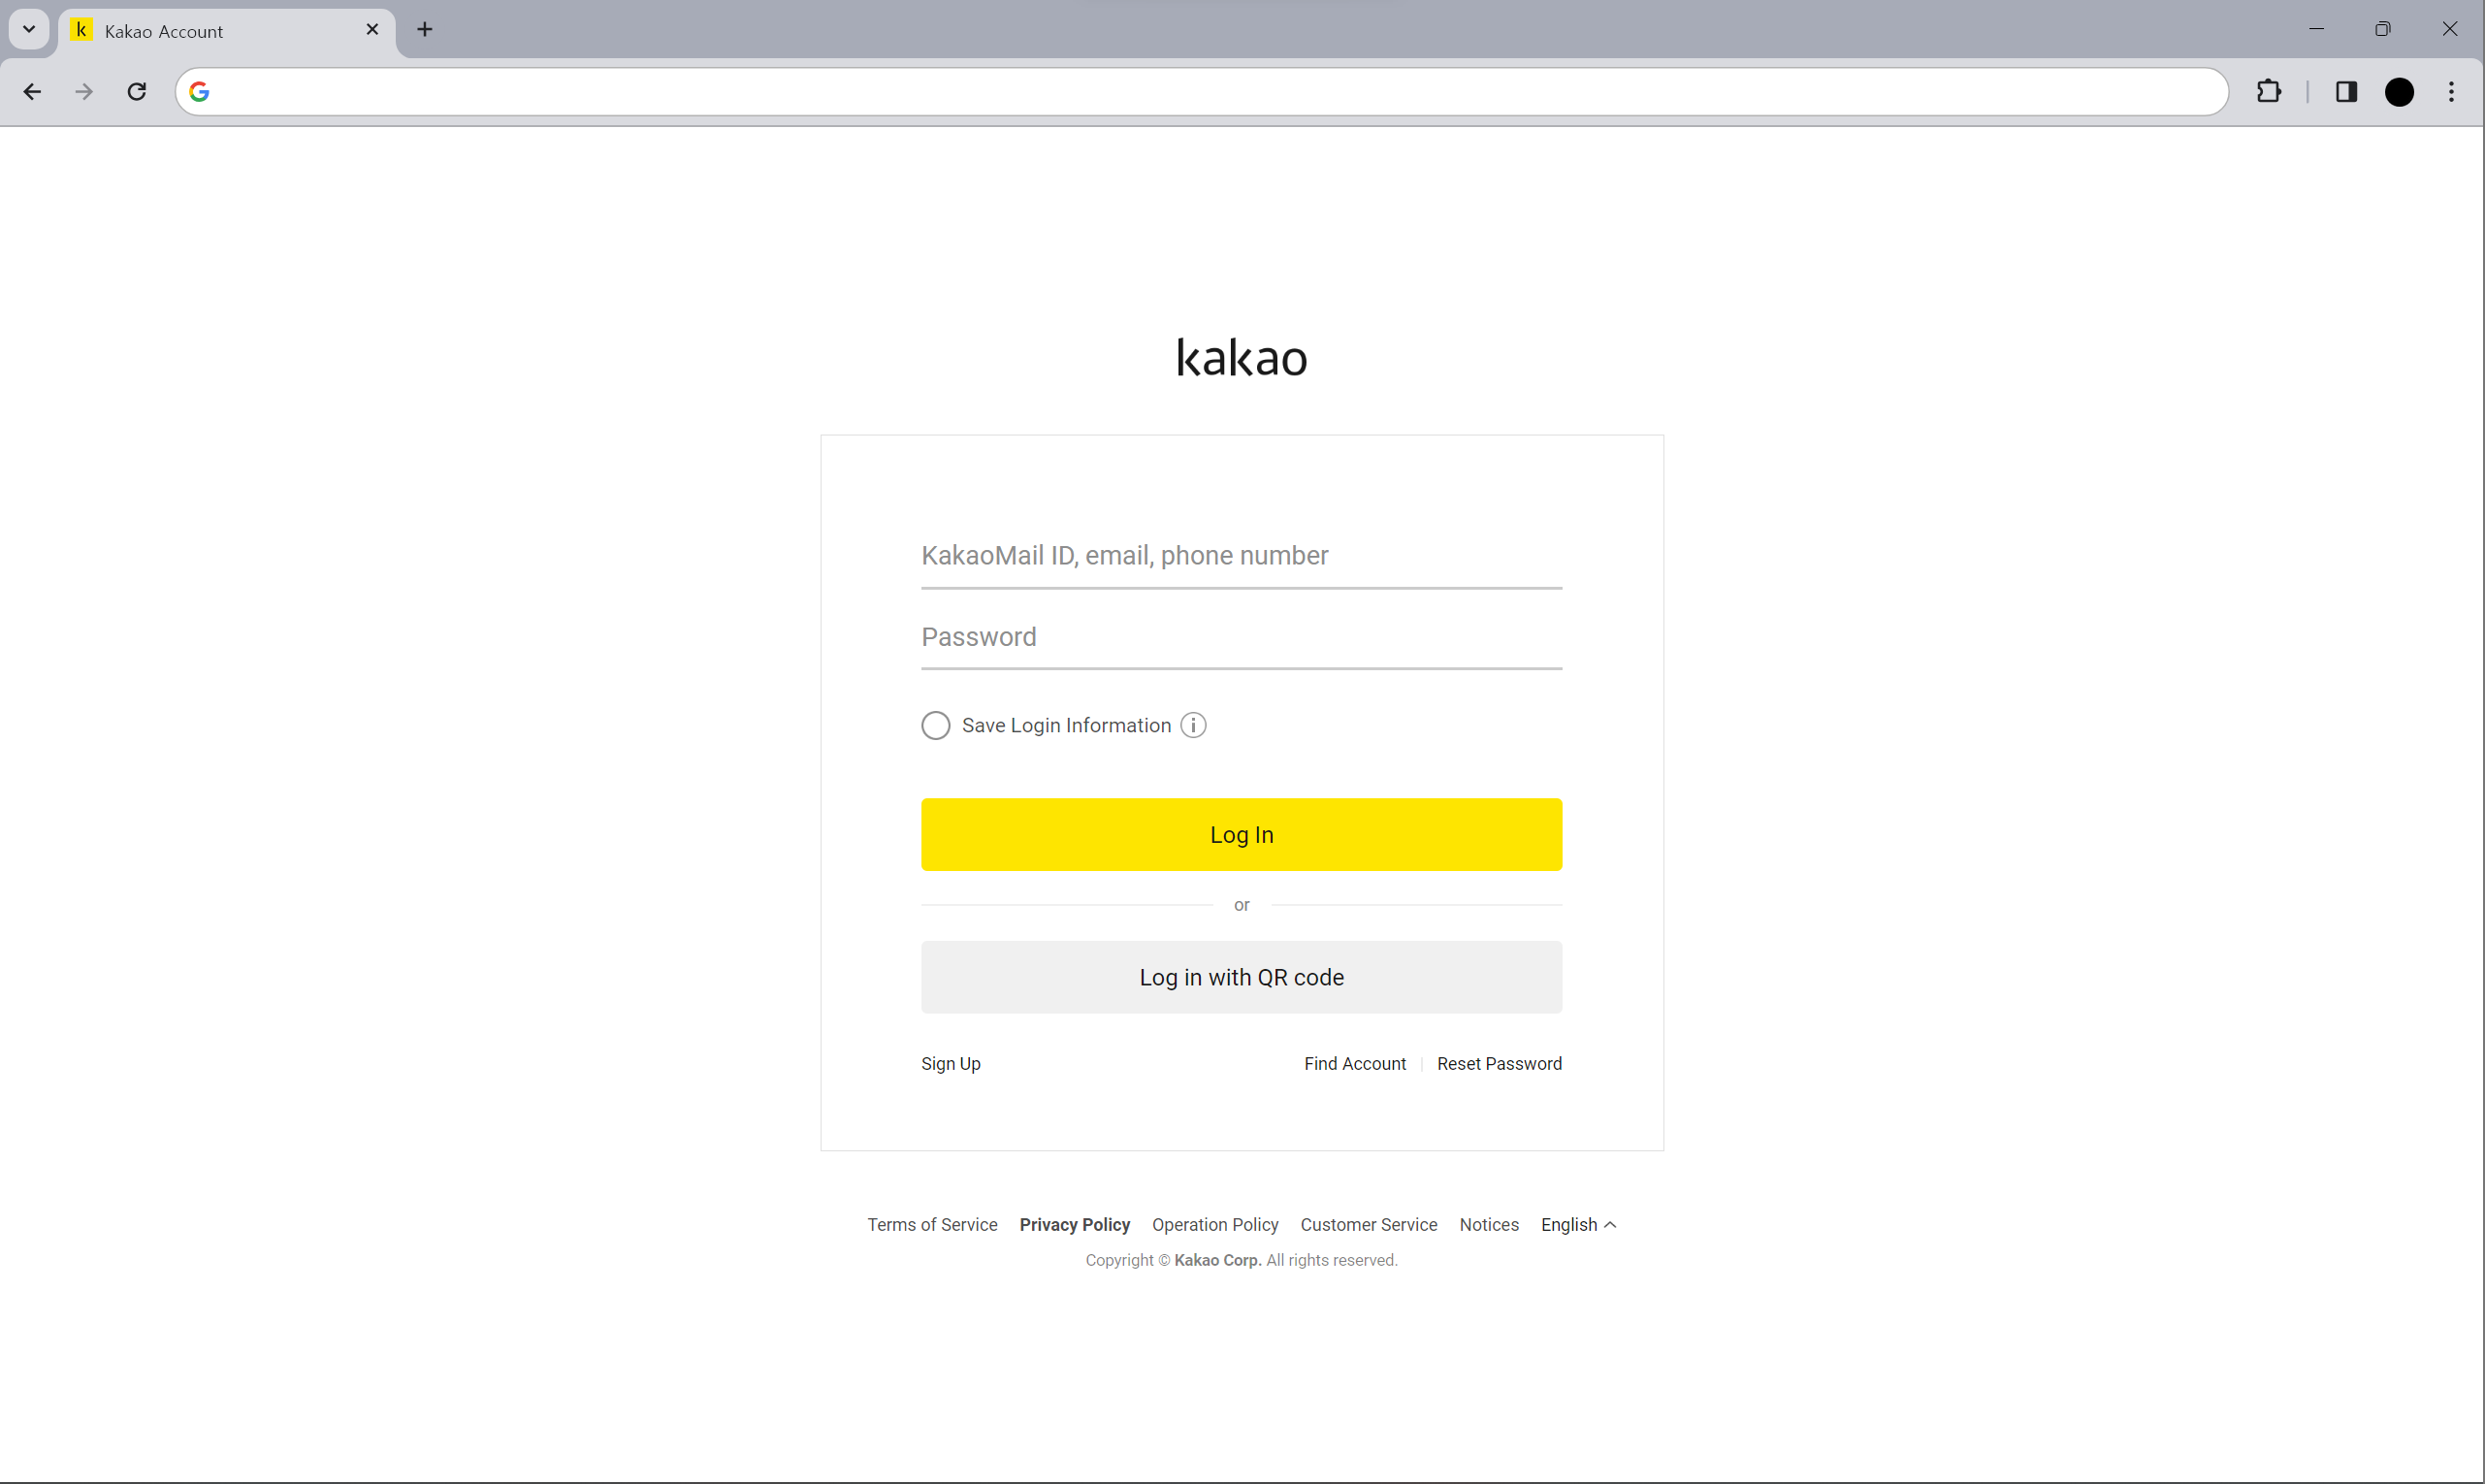 k Kakao Account
kakao
KakaoMail ID, email, phone number
Password
Save Login Information
Log In
or
Log in with QR code
Sign Up Find Account Reset Password
Terms of Service Privacy Policy Operation Policy Customer Service Notices English
Copyright © Kakao Corp. All rights reserved.